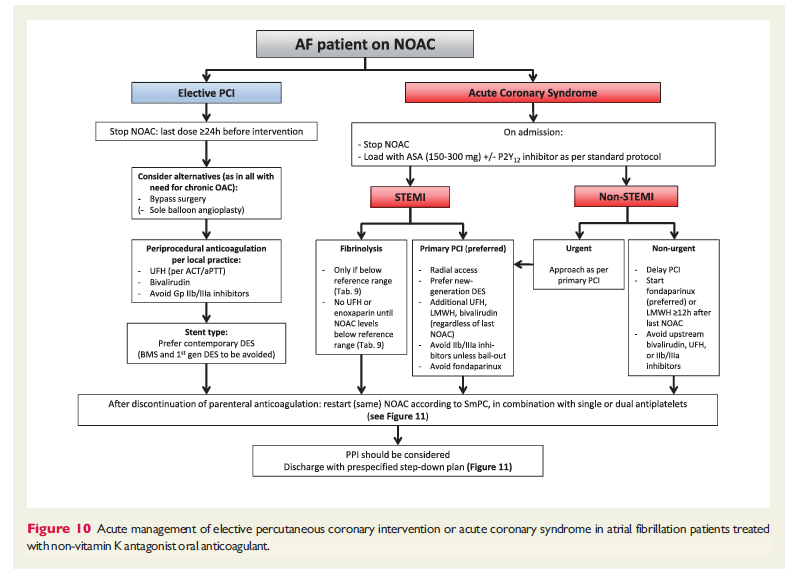 AF patient on NOAC
Elective PCI
Acute Coronary Syndrome
Stop NOAC: last dose ≥24h before intervention
On admission:
- Stop NOAC
- Load with ASA (150-300 mg) +/- P2Y12 inhibitor as per standard protocol
Consider alternatives (as in all with
need for chronic OAC):
- Bypass surgery
(- Sole balloon angioplasty)
STEMI
Non-STEMI
Periprocedural anticoagulation
per local practice:
- UFH (per ACT/aPTT)
- Bivalirudin
- Avoid Gp IIb/IIIa inhibitors
Fibrinolysis
- Only if below
reference range
(Tab. 9)
- No UFH or
enoxaparin until
NOAC levels
below reference
range (Tab. 9)
Primary PCI (preferred)
- Radial access
- Prefer new-
generation DES
- Additional UFH,
LMWH, bivalirudin
(regardless of last
NOAC)
- Avoid IIb/IIIa inhi-
bitors unless bail-out
- Avoid fondaparinux
Urgent
Approach as per
primary PCI
Non-urgent
- Delay PCI
- Start
fondaparinux
(preferred) or
LMWH ≥12h after
last NOAC
- Avoid upstream
bivalirudin, UFH,
or IIb/IIIa
inhibitors
Stent type:
Prefer contemporary DES
(BMS and 1st gen DES to be avoided)
After discontinuation of parenteral anticoagulation: restart (same) NOAC according to SmPC, in combination with single or dual antiplatelets
(see Figure 11)
PPI should be considered
Discharge with prespecified step-down plan (Figure 11)
Figure 10 Acute management of elective percutaneous coronary intervention or acute coronary syndrome in atrial fibrillation patients treated
with non-vitamin K antagonist oral anticoagulant.